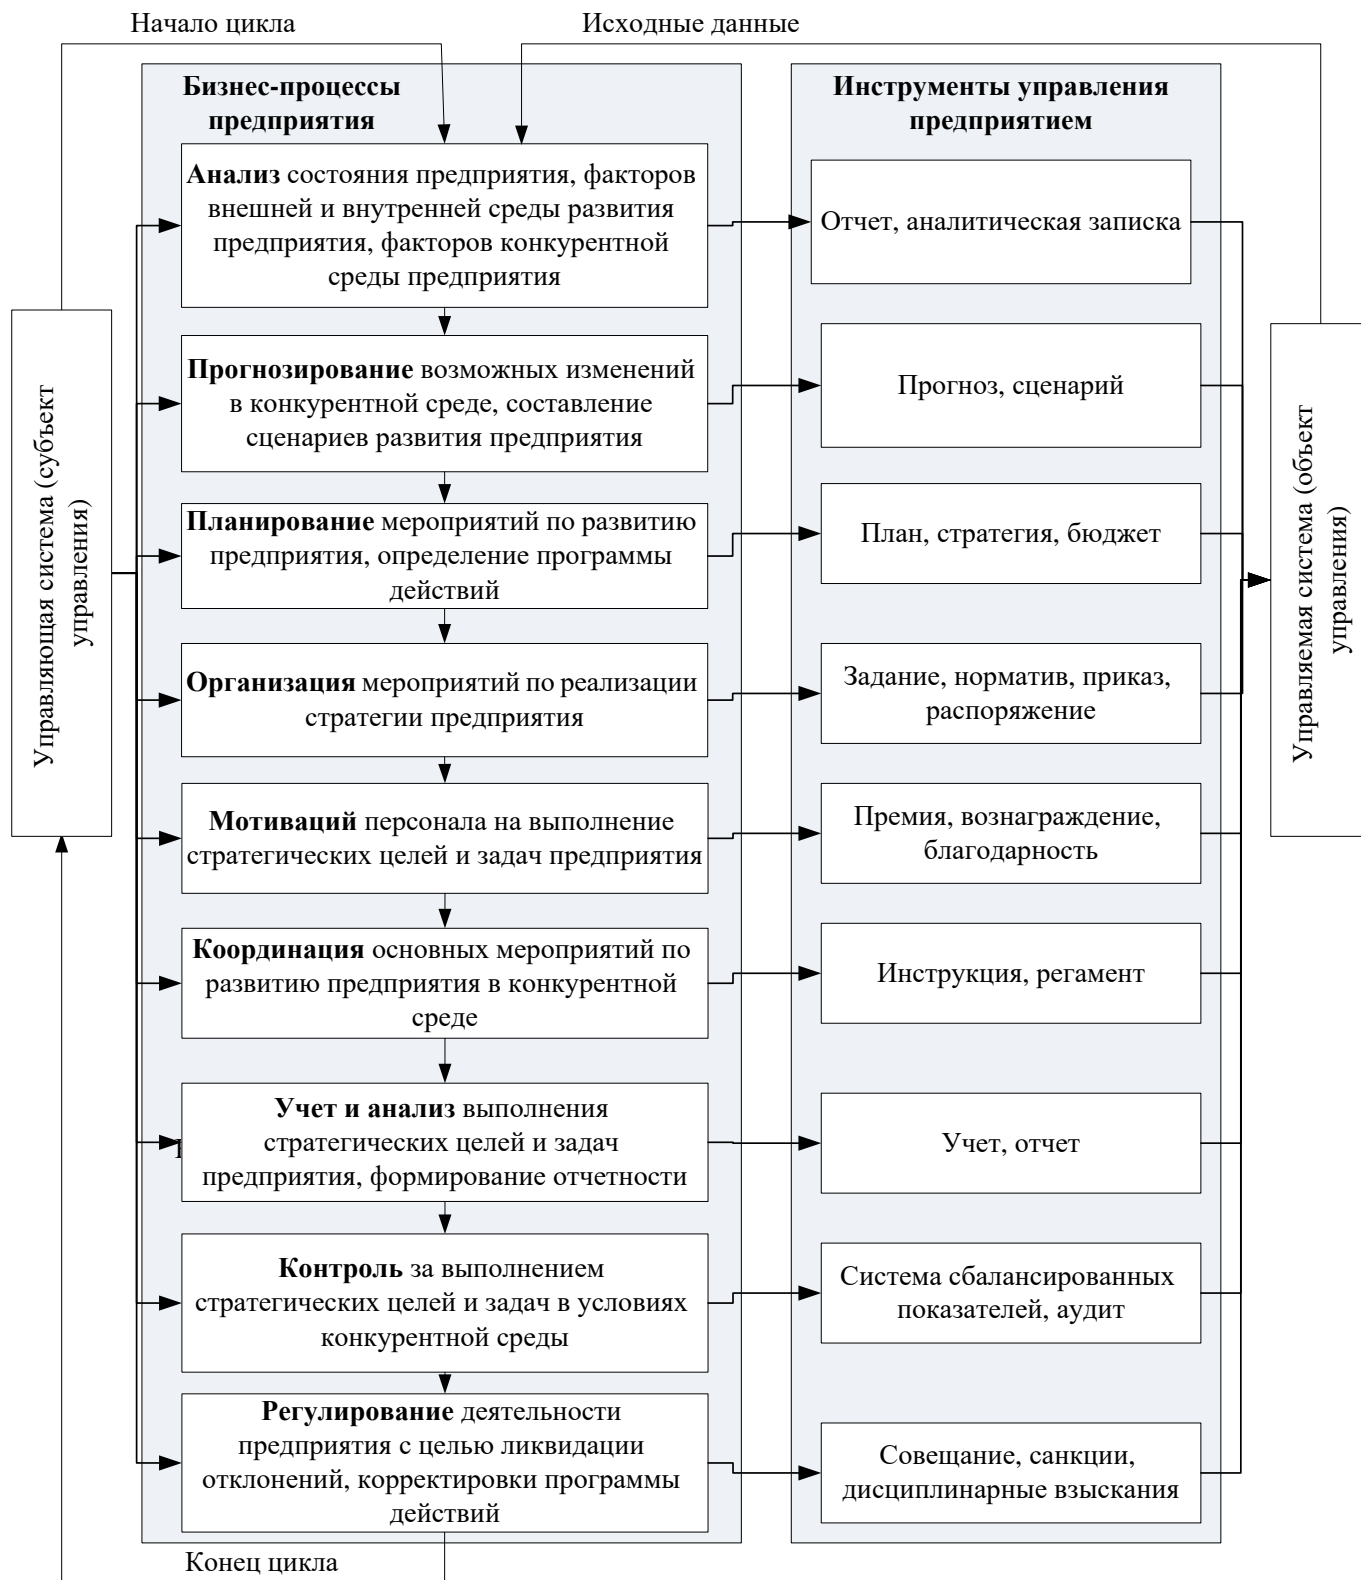 Начало цикла
Исходные данные
Бизнес-процессы
предприятия
Инструменты управления
предприятием
Анализ состояния предприятия, факторов
внешней и внутренней среды развития
предприятия, факторов конкурентной
среды предприятия
Отчет, аналитическая записка
Прогнозирование возможных изменений
в конкурентной среде, составление
сценариев развития предприятия
Прогноз, сценарий
Управляющая система (субъект
управления)
Управляемая система (объект
управления)
Планирование мероприятий по развитию
предприятия, определение программы
действий
План, стратегия, бюджет
Организация мероприятий по реализации
стратегии предприятия
Задание, норматив, приказ,
распоряжение
Мотиваций персонала на выполнение
стратегических целей и задач предприятия
Премия, вознаграждение,
благодарность
Координация основных мероприятий по
развитию предприятия в конкурентной
среде
Инструкция, регамент
Учет и анализ выполнения
стратегических целей и задач
предприятия, формирование отчетности
Учет, отчет
Контроль за выполнением
стратегических целей и задач в условиях
конкурентной среды
Система сбалансированных
показателей, аудит
Регулирование деятельности
предприятия с целью ликвидации
отклонений, корректировки программы
действий
Совещание, санкции,
дисциплинарные взыскания
Конец цикла